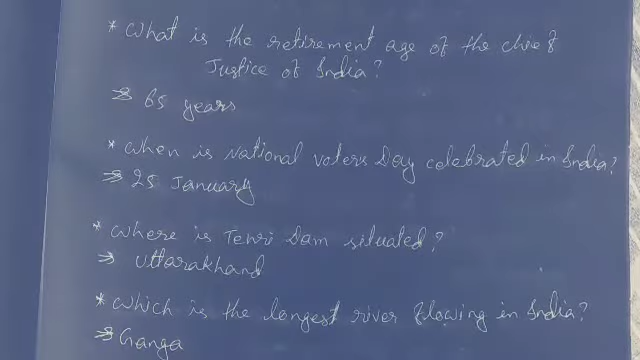 * What is the retirement age of the chief
Justice of India?
⇒ 65 years
* When is National Voters Day celebrated in India?
⇒ 25 January
* Where is Tehri Dam situated?
⇒ Uttarakhand
* Which is the longest river flowing in India?
⇒ Ganga